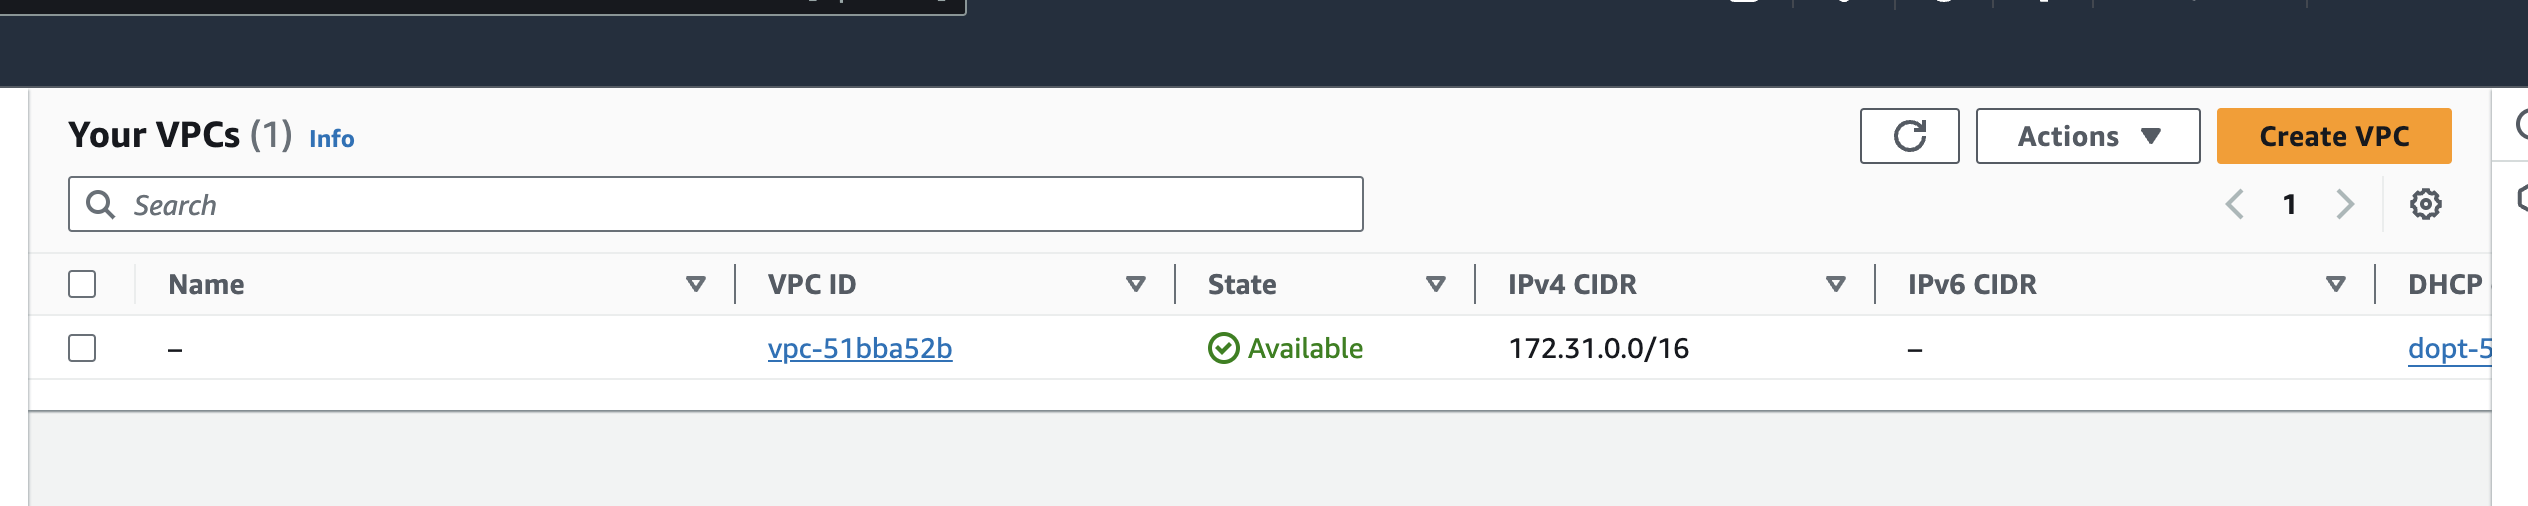 Your VPCs (1) Info
Actions
Create VPC
Search
1
Name VPC ID State IPv4 CIDR IPv6 CIDR DHCP
– vpc-51bba52b Available 172.31.0.0/16 – dopt-5